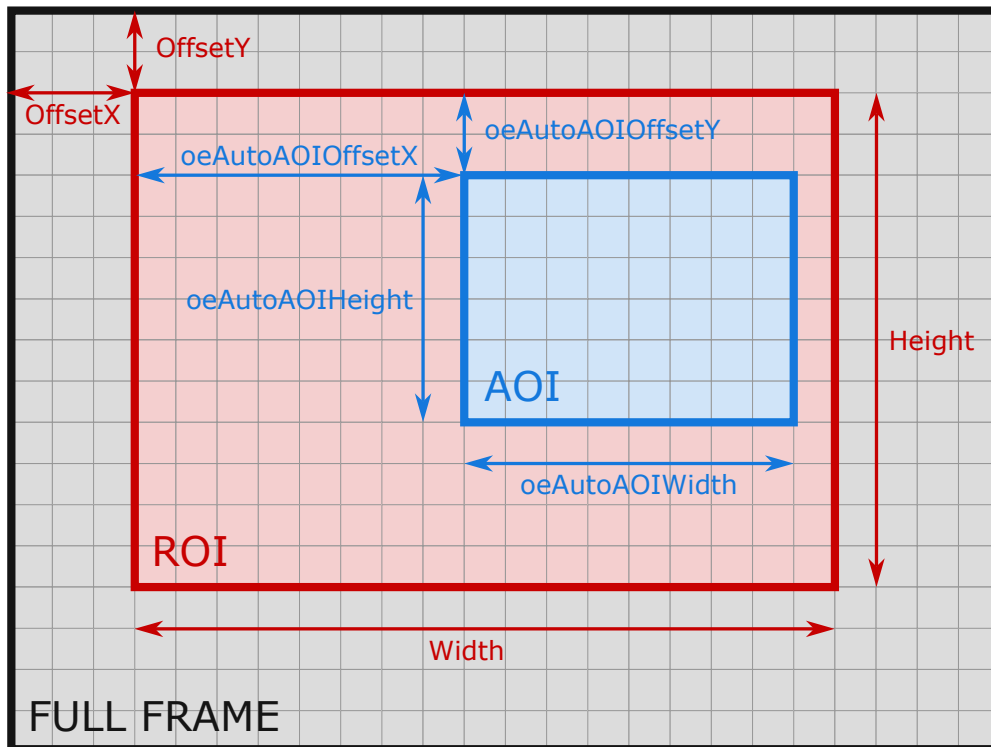 OffsetY
OffsetX
oeAutoAOIOffsetY
oeAutoAOIOffsetX
oeAutoAOIHeight
Height
AOI
oeAutoAOIWidth
ROI
Width
FULL FRAME